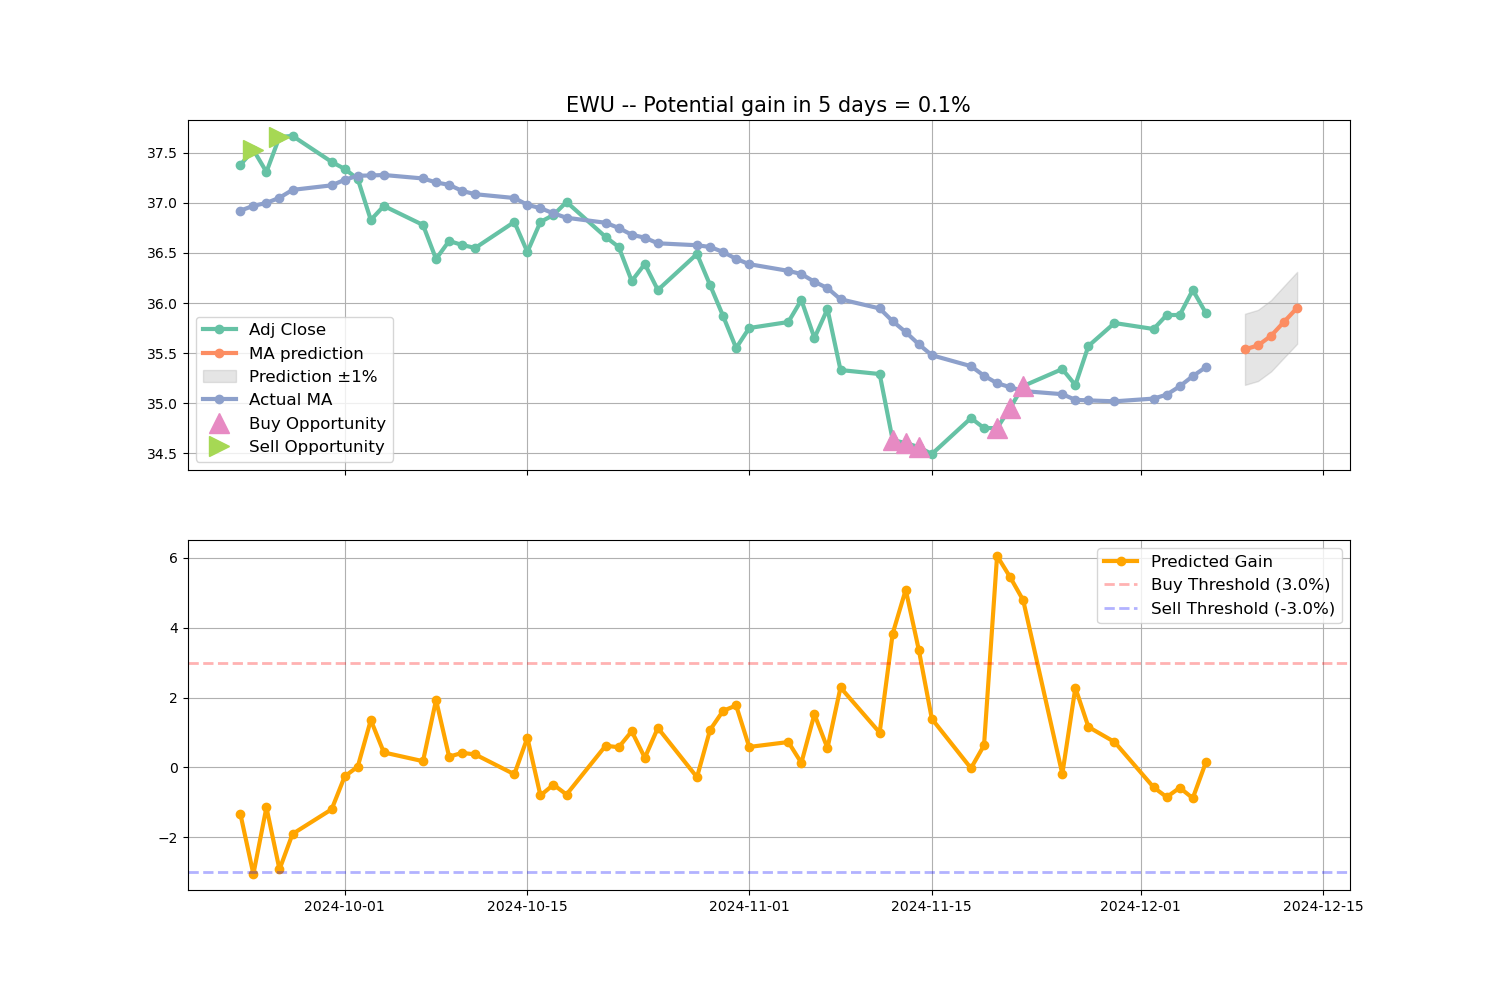 EWU -- Potential gain in 5 days = 0.1%
37.5
37.0
36.5
36.0
35.5
35.0
34.5
Adj Close
MA prediction
Prediction ±1%
Actual MA
Buy Opportunity
Sell Opportunity
6
4
2
0
−2
Predicted Gain
Buy Threshold (3.0%)
Sell Threshold (-3.0%)
2024-10-01
2024-10-15
2024-11-01
2024-11-15
2024-12-01
2024-12-15